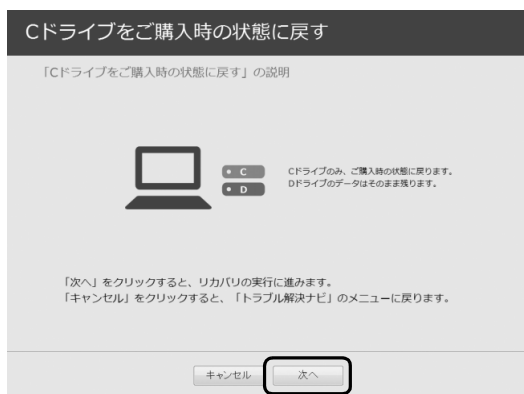 Cドライブをご購入時の状態に戻す
「Cドライブをご購入時の状態に戻す」の説明
C
D
Cドライブのみ、ご購入時の状態に戻ります。
Dドライブのデータはそのまま残ります。
「次へ」をクリックすると、リカバリの実行に進みます。
「キャンセル」をクリックすると、「トラブル解決ナビ」のメニューに戻ります。
キャンセル 次へ